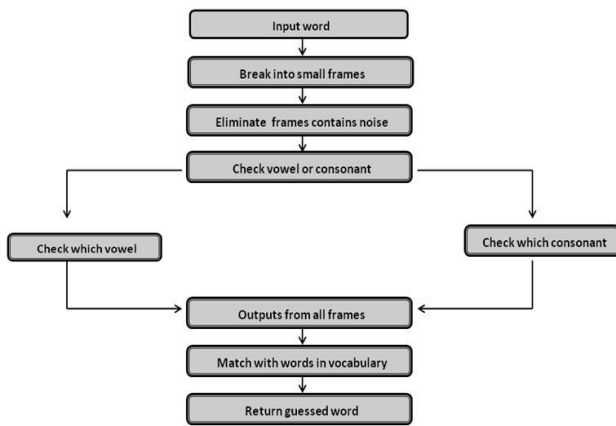 Input word
Break into small frames
Eliminate frames contains noise
Check vowel or consonant
Check which vowel
Check which consonant
Outputs from all frames
Match with words in vocabulary
Return guessed word